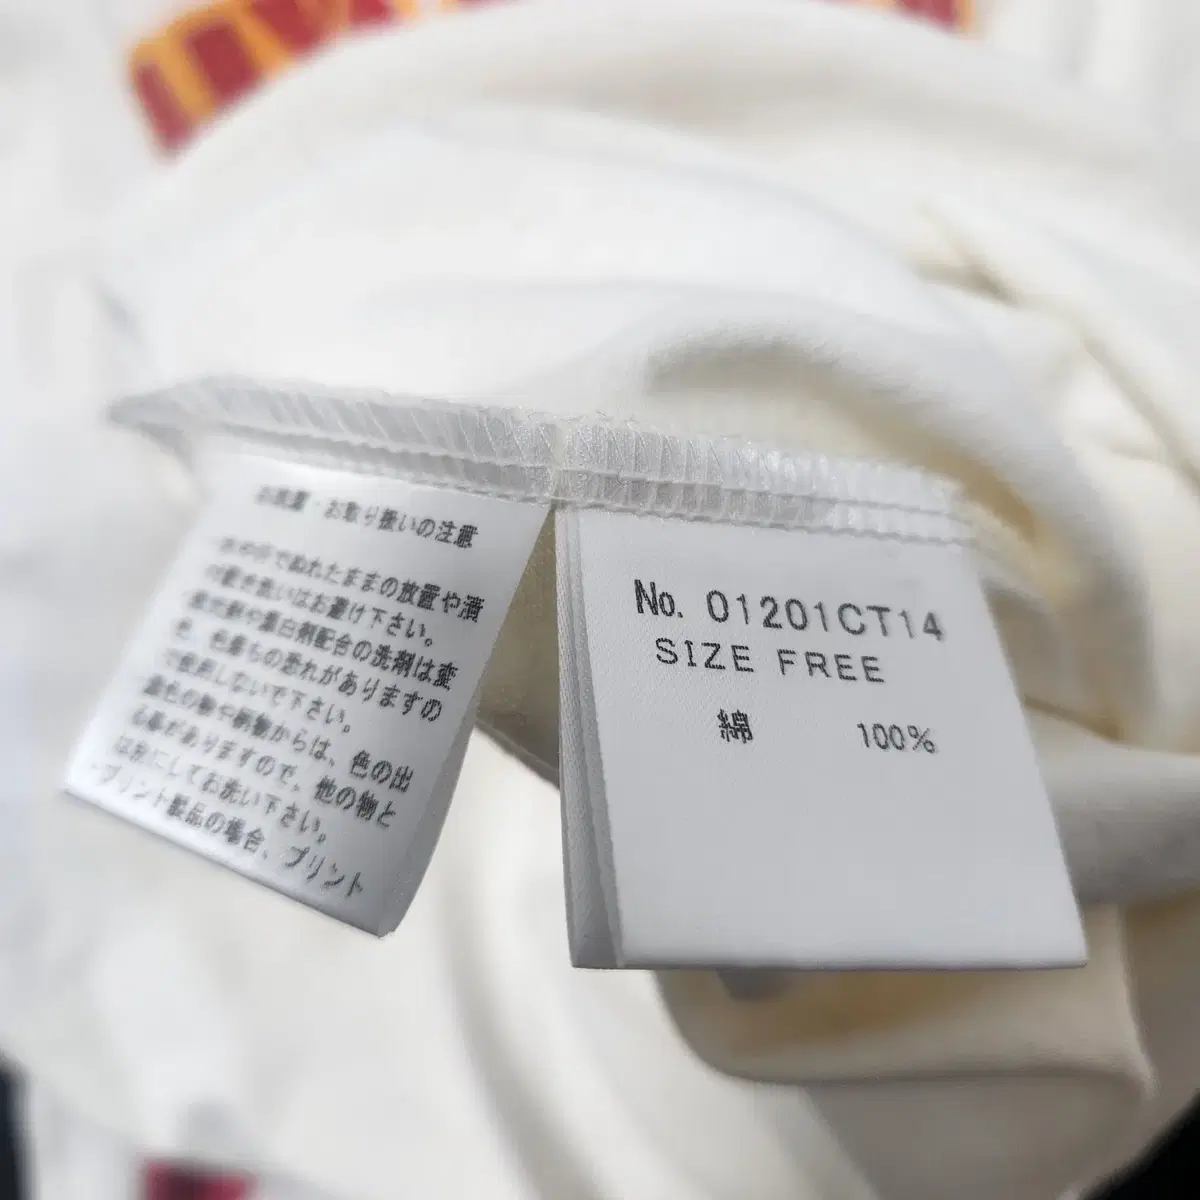 お洗濯・お取り扱いの注意
水や汗でぬれたままの放置や漬
け置き洗いはお避け下さい。
蛍光剤や蛋白剤配合の洗剤は変
色、色落ちの恐れがありますの
で使用しないで下さい。
濃色の物や柄物からは、色の出
る事がありますので、他の物と
は別にしてお洗い下さい。
・プリント製品の場合、プリント
No. 01201CT14
SIZE FREE
綿 100%